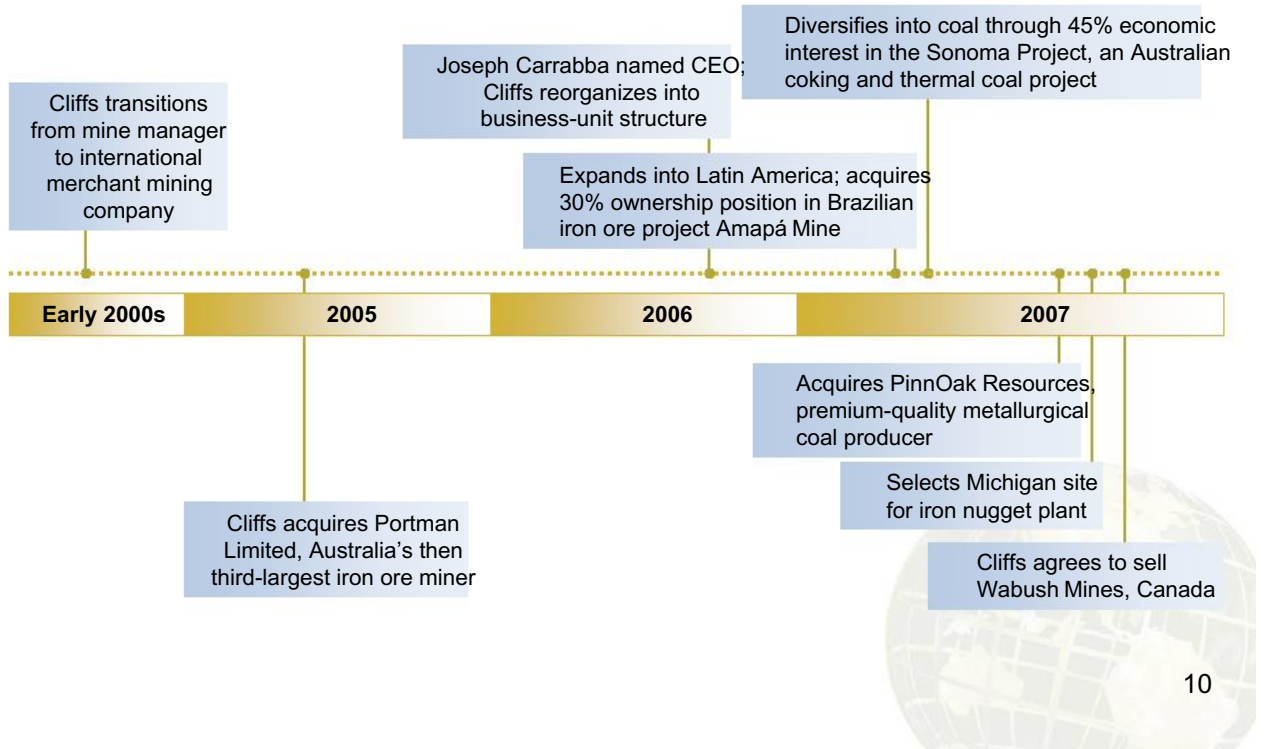 Diversifies into coal through 45% economic
interest in the Sonoma Project, an Australian
coking and thermal coal project
Joseph Carrabba named CEO;
Cliffs reorganizes into
business-unit structure
Cliffs transitions
from mine manager
to international
merchant mining
company
Expands into Latin America; acquires
30% ownership position in Brazilian
iron ore project Amapá Mine
Early 2000s
2005
2006
2007
Acquires PinnOak Resources,
premium-quality metallurgical
coal producer
Selects Michigan site
for iron nugget plant
Cliffs acquires Portman
Limited, Australia’s then
third-largest iron ore miner
Cliffs agrees to sell
Wabush Mines, Canada
10